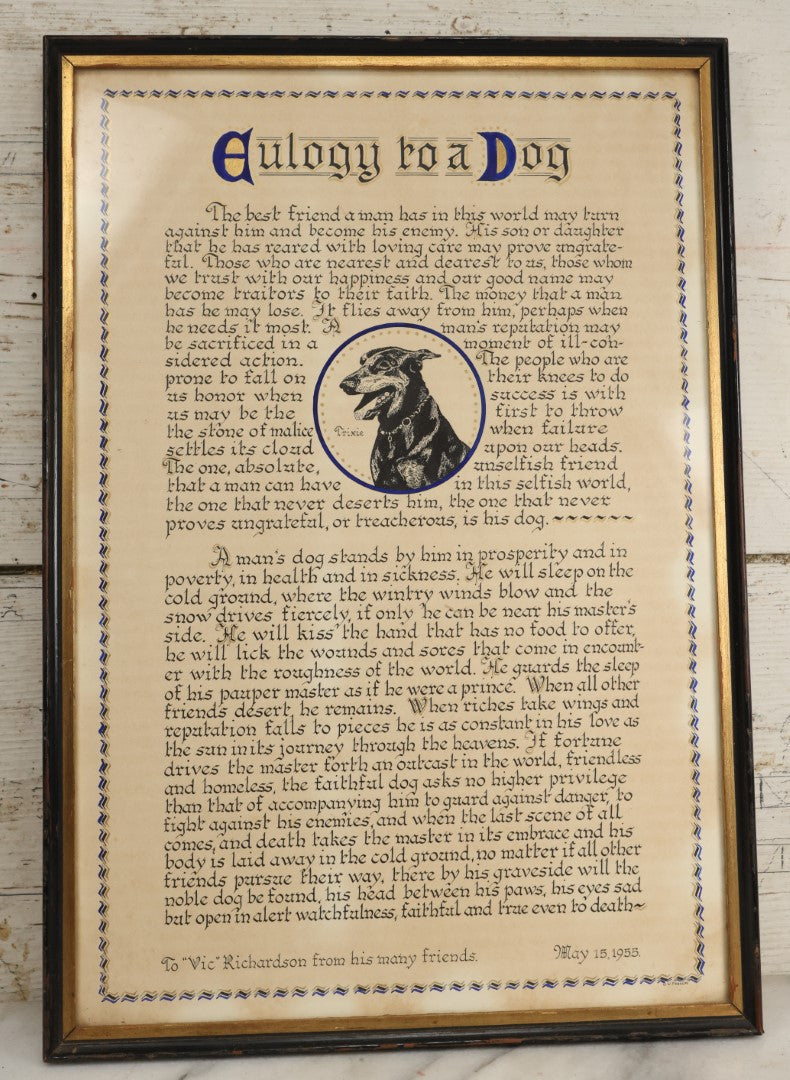 Eulogy to a Dog
The best friend a man has in this world may turn
against him and become his enemy. His son or daughter
that he has reared with loving care may prove ungrate-
ful. Those who are nearest and dearest to us, those whom
we trust with our happiness and our good name may
become traitors to their faith. The money that a man
has he may lose. It flies away from him, perhaps when
he needs it most. A man's reputation may
be sacrificed in a moment of ill-con-
sidered action. The people who are
prone to fall on their knees to do
us honor when success is with
us may be the first to throw
the stone of malice when failure
settles its cloud upon our heads.
The one, absolute, unselfish friend
that a man can have in this selfish world,
the one that never deserts him, the one that never
proves ungrateful, or treacherous, is his dog. ~~~~~~
Trixie
A man's dog stands by him in prosperity and in
poverty, in health and in sickness. He will sleep on the
cold ground, where the wintry winds blow and the
snow drives fiercely, if only he can be near his master's
side. He will kiss the hand that has no food to offer,
he will lick the wounds and sores that come in encount-
er with the roughness of the world. He guards the sleep
of his pauper master as if he were a prince. When all other
friends desert, he remains. When riches take wings and
reputation falls to pieces he is as constant in his love as
the sun in its journey through the heavens. If fortune
drives the master forth an outcast in the world, friendless
and homeless, the faithful dog asks no higher privilege
than that of accompanying him to guard against danger, to
fight against his enemies, and when the last scene of all
comes, and death takes the master in its embrace and his
body is laid away in the cold ground, no matter if all other
friends pursue their way, there by his graveside will the
noble dog be found, his head between his paws, his eyes sad
but open in alert watchfulness, faithful and true even to death~
To "Vic" Richardson from his many friends. May 15, 1955.